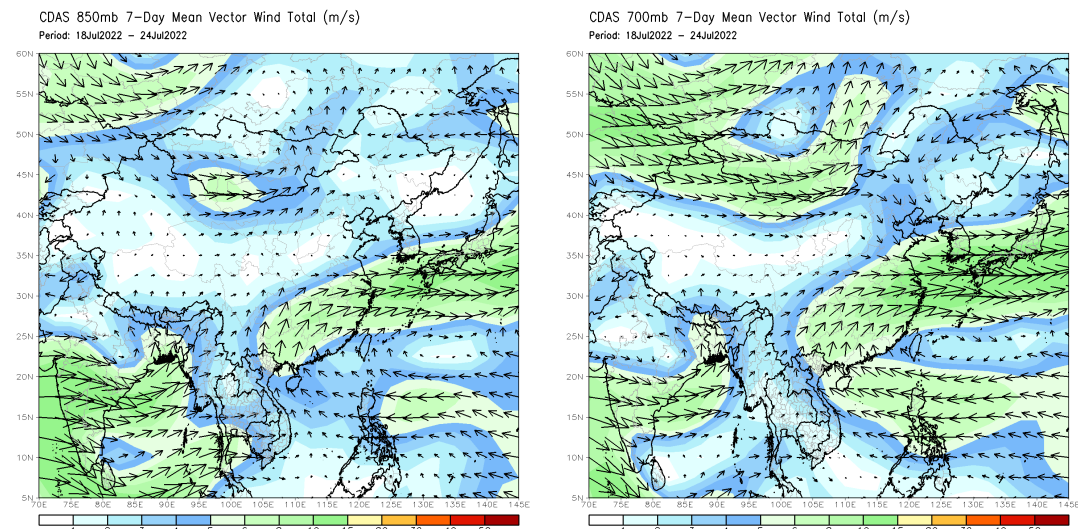 CDAS 850mb 7-Day Mean Vector Wind Total (m/s)
Period: 18Jul2022 - 24Jul2022
60N
55N
50N
45N
40N
35N
30N
25N
20N
15N
10N
5N
70E 75E 80E 85E 90E 95E 100E 105E 110E 115E 120E 125E 130E 135E 140E 145E
CDAS 700mb 7-Day Mean Vector Wind Total (m/s)
Period: 18Jul2022 - 24Jul2022
60N
55N
50N
45N
40N
35N
30N
25N
20N
15N
10N
5N
70E 75E 80E 85E 90E 95E 100E 105E 110E 115E 120E 125E 130E 135E 140E 145E